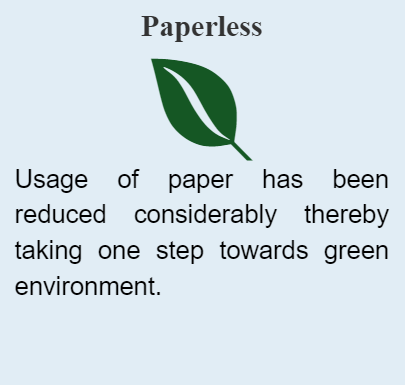 Paperless
Usage of paper has been
reduced considerably thereby
taking one step towards green
environment.